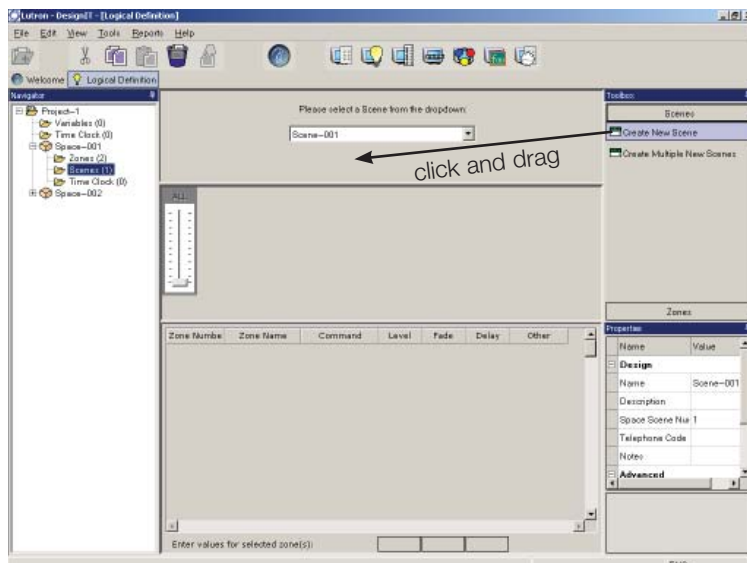 Lutron - DesignIT - [Logical Definition]
File Edit View Tools Reports Help
Welcome Logical Definition
Navigator
Project-1
Variables (0)
Time Clock (0)
Space-001
Zones (2)
Scenes (1)
Time Clock (0)
Space-002
Please select a Scene from the dropdown:
Scene-001
click and drag
ALL
Zone Numbe Zone Name Command Level Fade Delay Other
Enter values for selected zone(s):
Toolbox
Scenes
Create New Scene
Create Multiple New Scenes
Zones
Properties
Name Value
Design
Name Scene-001
Description
Space Scene Nu 1
Telephone Code
Notes
Advanced